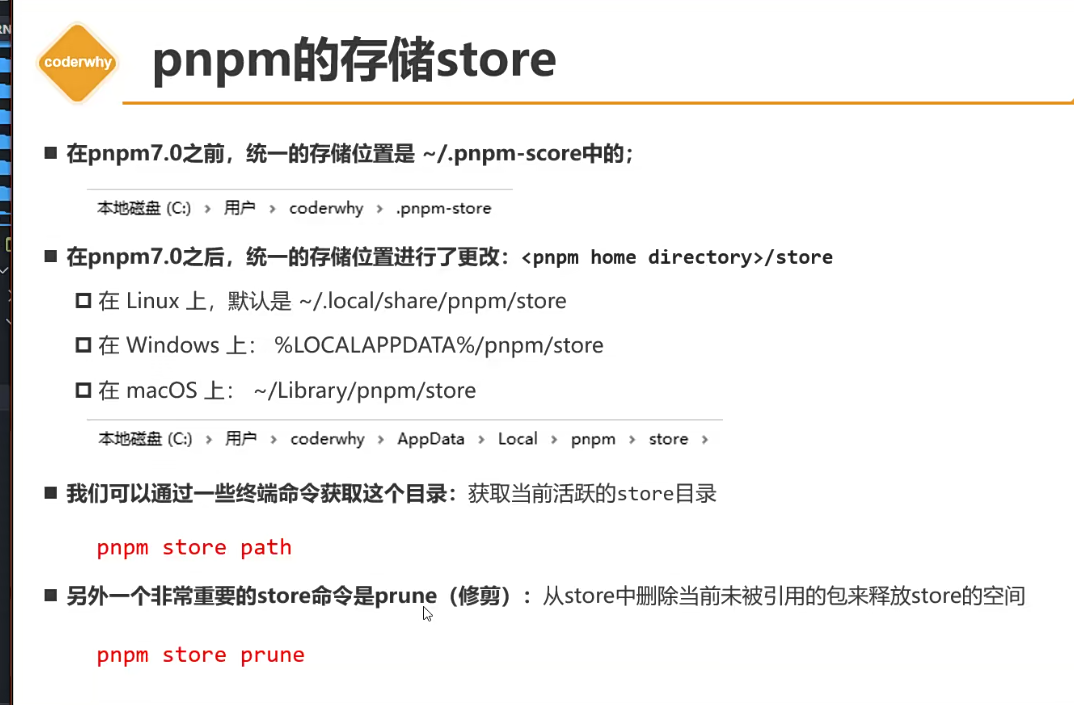 coderwhy
pnpm的存储store
■ 在pnpm7.0之前，统一的存储位置是 ~/.pnpm-score中的；
本地磁盘 (C:) › 用户 › coderwhy › .pnpm-store
■ 在pnpm7.0之后，统一的存储位置进行了更改：<pnpm home directory>/store
在 Linux 上，默认是 ~/.local/share/pnpm/store
在 Windows 上： %LOCALAPPDATA%/pnpm/store
在 macOS 上： ~/Library/pnpm/store
本地磁盘 (C:) › 用户 › coderwhy › AppData › Local › pnpm › store ›
■ 我们可以通过一些终端命令获取这个目录：获取当前活跃的store目录
pnpm store path
■ 另外一个非常重要的store命令是prune（修剪）：从store中删除当前未被引用的包来释放store的空间
pnpm store prune